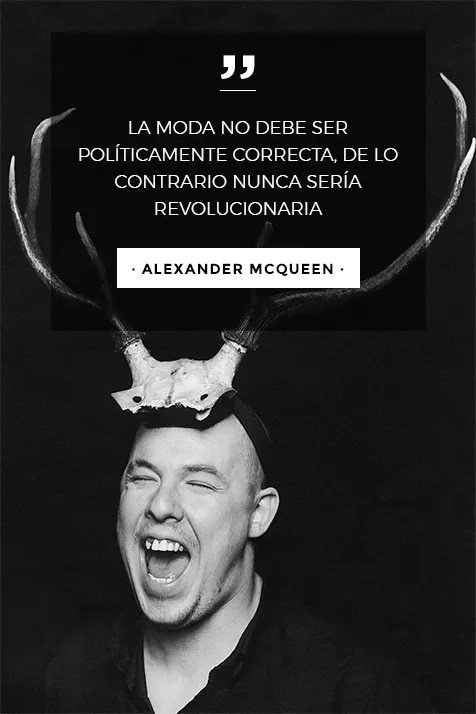 ”
LA MODA NO DEBE SER
POLÍTICAMENTE CORRECTA, DE LO
CONTRARIO NUNCA SERÍA
REVOLUCIONARIA
· ALEXANDER MCQUEEN ·